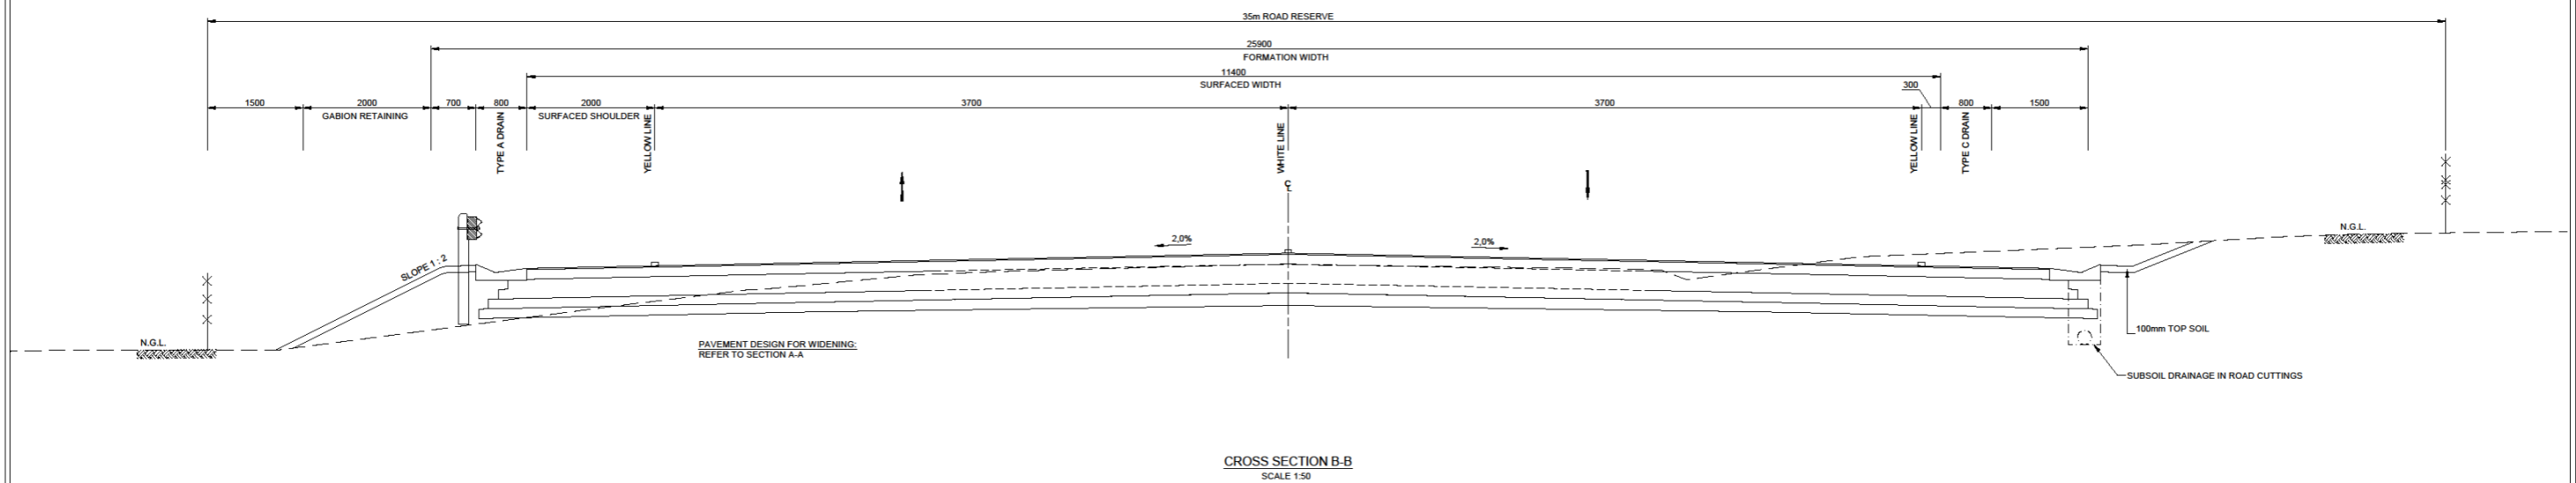 35m ROAD RESERVE
25900
FORMATION WIDTH
11400
SURFACED WIDTH
300
1500
2000
700
800
2000
3700
3700
800
1500
GABION RETAINING
SURFACED SHOULDER
TYPE A DRAIN
YELLOW LINE
WHITE LINE
YELLOW LINE
TYPE C DRAIN
CL
2,0%
2,0%
N.G.L.
SLOPE 1 : 2
100mm TOP SOIL
N.G.L.
PAVEMENT DESIGN FOR WIDENING:
REFER TO SECTION A-A
SUBSOIL DRAINAGE IN ROAD CUTTINGS
CROSS SECTION B-B
SCALE 1:50